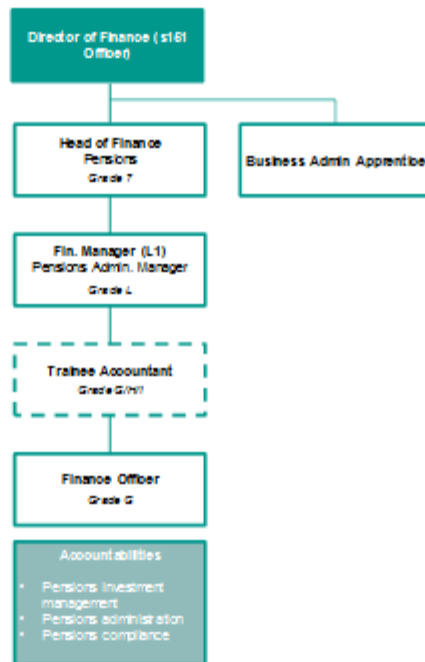 Director of Finance (s151
Officer)
Head of Finance
Pensions
Grade T
Business Admin Apprentice
Fin. Manager (L1)
Pensions Admin. Manager
Grade L
Trainee Accountant
Grade G/H/I
Finance Officer
Grade G
Accountabilities
• Pensions investment
management
• Pensions administration
• Pensions compliance